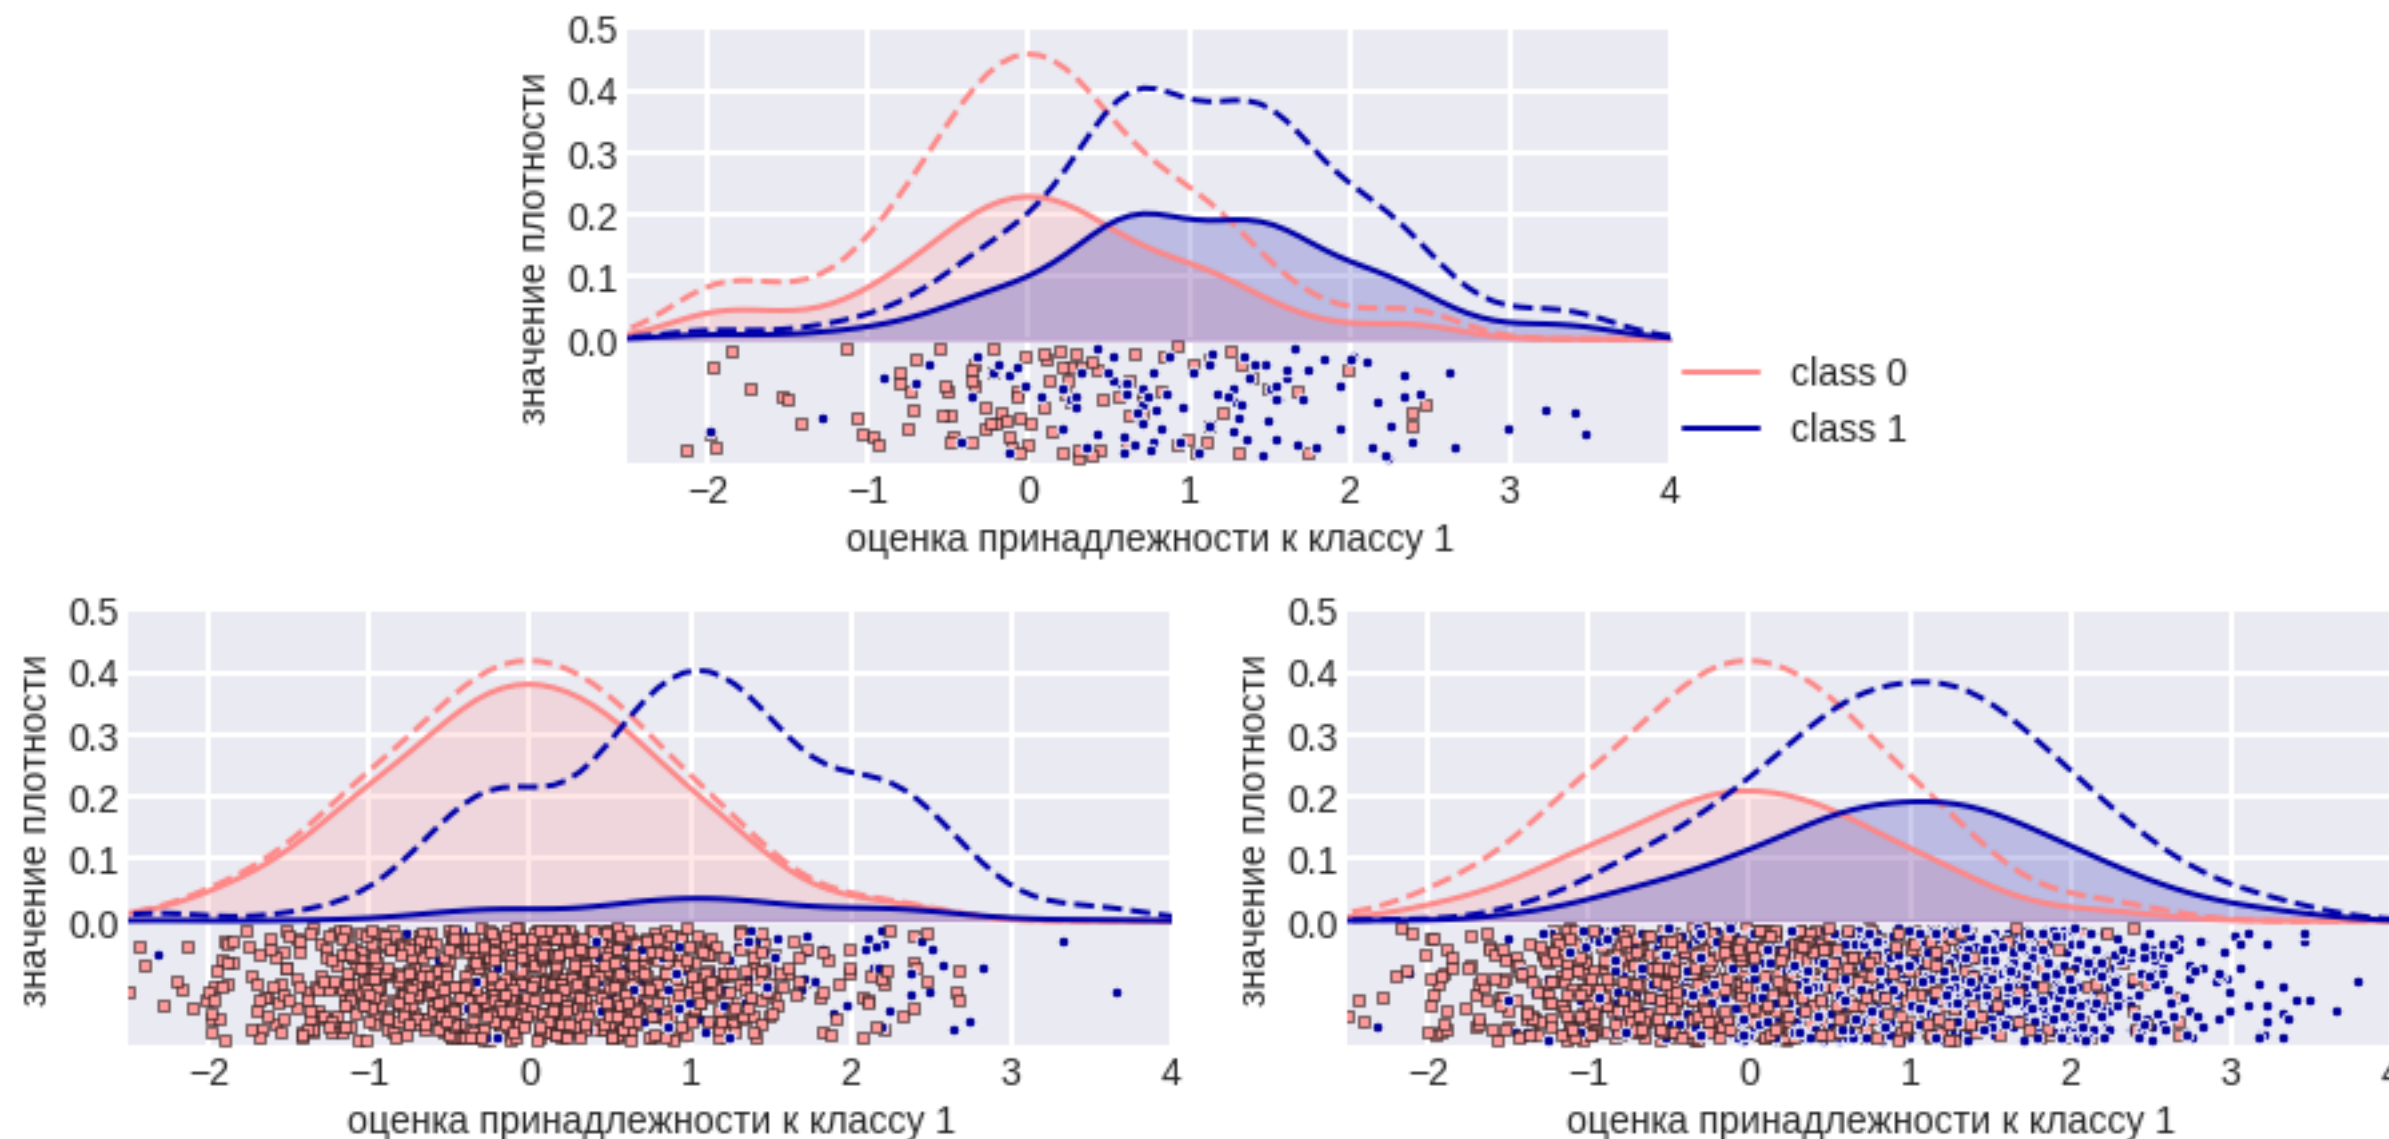 0.5
0.4
0.3
0.2
0.1
0.0
значение плотности
−2 −1 0 1 2 3 4
оценка принадлежности к классу 1
class 0
class 1
0.5
0.4
0.3
0.2
0.1
0.0
значение плотности
−2 −1 0 1 2 3 4
оценка принадлежности к классу 1
0.5
0.4
0.3
0.2
0.1
0.0
значение плотности
−2 −1 0 1 2 3 4
оценка принадлежности к классу 1